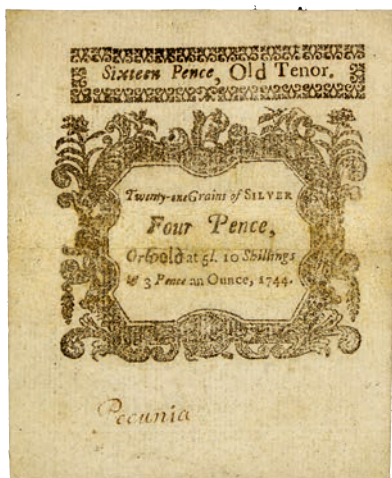 Sixteen Pence, Old Tenor.
Twenty-one Grains of SILVER
Four Pence,
Or Gold at 5l. 10 Shillings
& 3 Pence an Ounce, 1744.
Pecunia